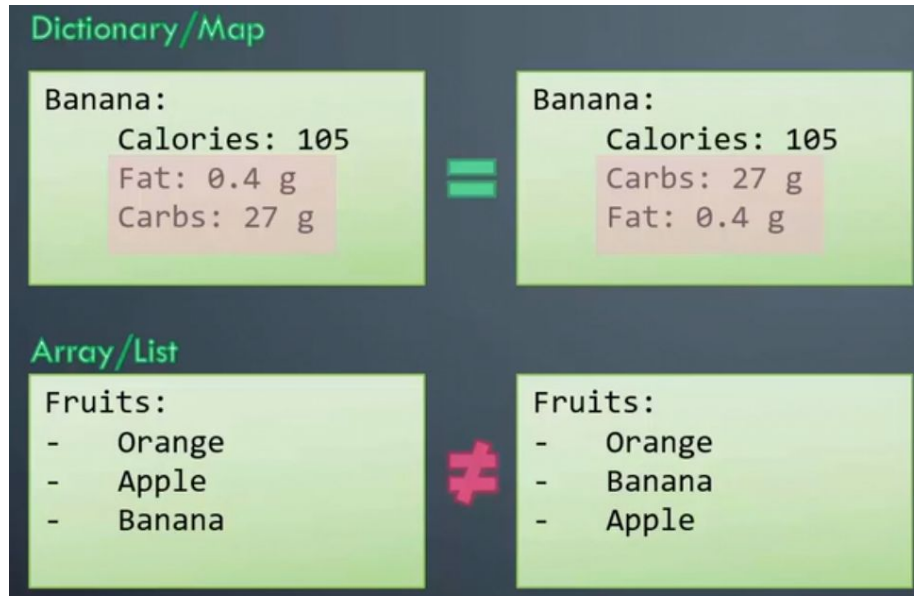 Dictionary/Map
Banana:
Calories: 105
Fat: 0.4 g
Carbs: 27 g
=
Banana:
Calories: 105
Carbs: 27 g
Fat: 0.4 g
Array/List
Fruits:
- Orange
- Apple
- Banana
≠
Fruits:
- Orange
- Banana
- Apple